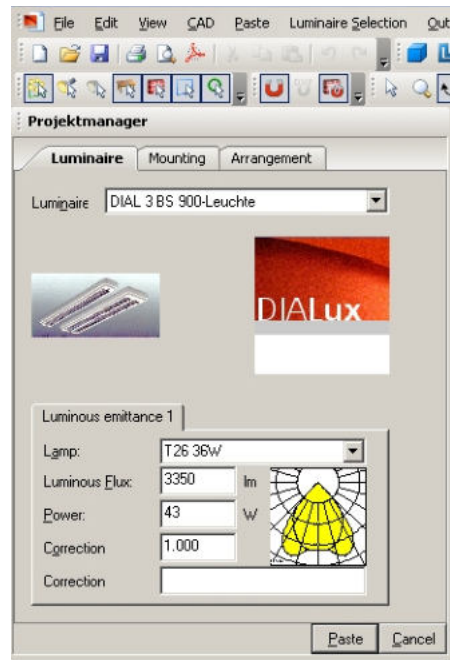 File Edit View CAD Paste Luminaire Selection Out
Projektmanager
Luminaire Mounting Arrangement
Luminaire DIAL 3 BS 900-Leuchte
DIALux
Luminous emittance 1
Lamp: T26 36W
Luminous Flux: 3350 lm
Power: 43 W
Correction 1.000
Correction
Paste Cancel